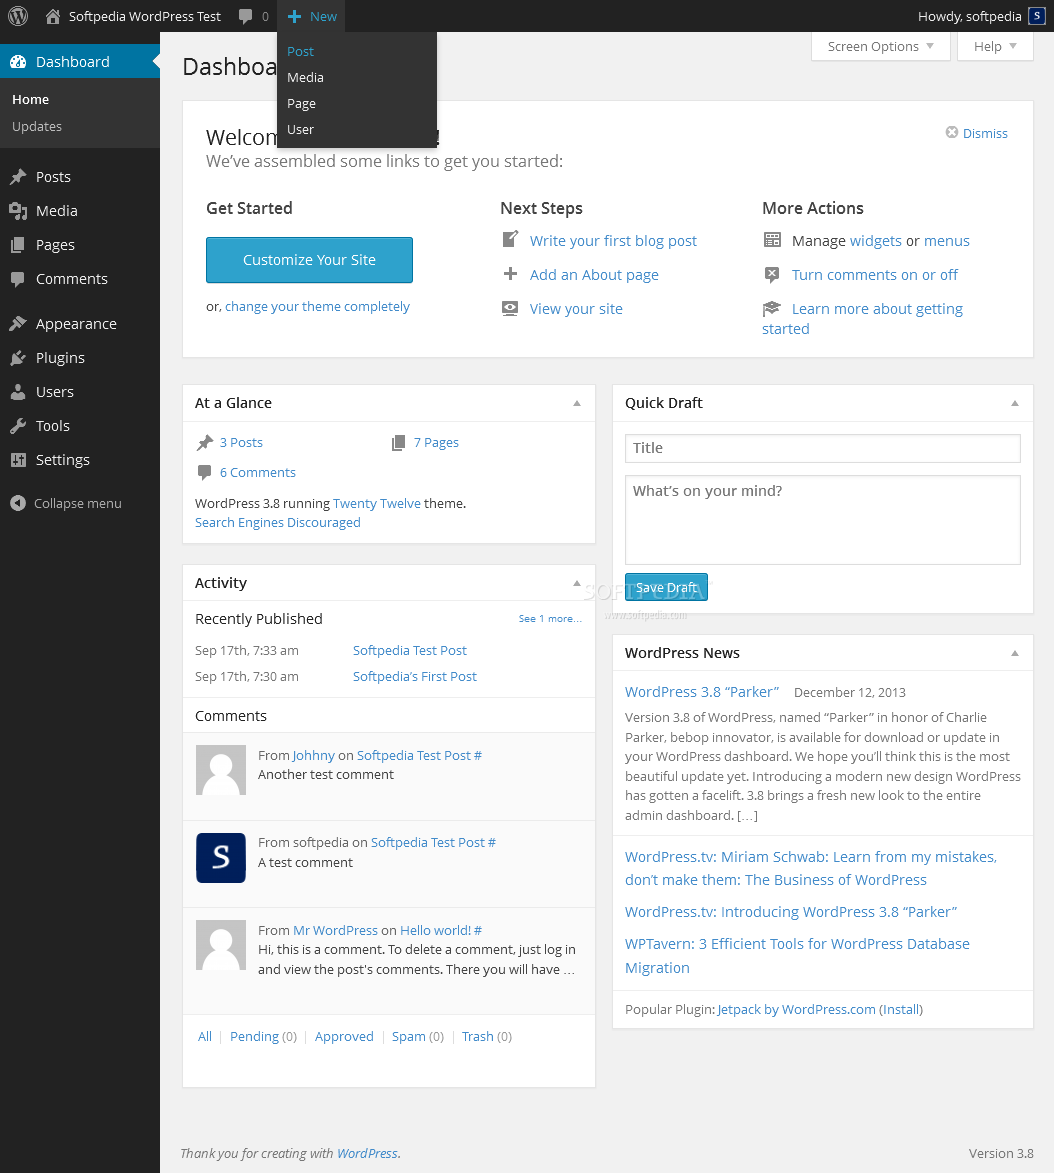 Softpedia WordPress Test 0 New Howdy, softpedia S
Post
Media
Page
User
Screen Options Help
Dashboard
Home
Updates
Posts
Media
Pages
Comments
Appearance
Plugins
Users
Tools
Settings
Collapse menu
Dashboa
Welcom !
We've assembled some links to get you started:
Dismiss
Get Started
Customize Your Site
or, change your theme completely
Next Steps
Write your first blog post
Add an About page
View your site
More Actions
Manage widgets or menus
Turn comments on or off
Learn more about getting
started
At a Glance
3 Posts 7 Pages
6 Comments
WordPress 3.8 running Twenty Twelve theme.
Search Engines Discouraged
Activity
Recently Published See 1 more...
Sep 17th, 7:33 am Softpedia Test Post
Sep 17th, 7:30 am Softpedia's First Post
Comments
From Johhny on Softpedia Test Post #
Another test comment
S
From softpedia on Softpedia Test Post #
A test comment
From Mr WordPress on Hello world! #
Hi, this is a comment. To delete a comment, just log in
and view the post's comments. There you will have …
All | Pending (0) | Approved | Spam (0) | Trash (0)
Quick Draft
Title
What's on your mind?
Save Draft
SOFTPEDIA
www.softpedia.com
WordPress News
WordPress 3.8 “Parker” December 12, 2013
Version 3.8 of WordPress, named “Parker” in honor of Charlie
Parker, bebop innovator, is available for download or update in
your WordPress dashboard. We hope you’ll think this is the most
beautiful update yet. Introducing a modern new design WordPress
has gotten a facelift. 3.8 brings a fresh new look to the entire
admin dashboard. […]
WordPress.tv: Miriam Schwab: Learn from my mistakes,
don’t make them: The Business of WordPress
WordPress.tv: Introducing WordPress 3.8 “Parker”
WPTavern: 3 Efficient Tools for WordPress Database
Migration
Popular Plugin: Jetpack by WordPress.com (Install)
Thank you for creating with WordPress.
Version 3.8